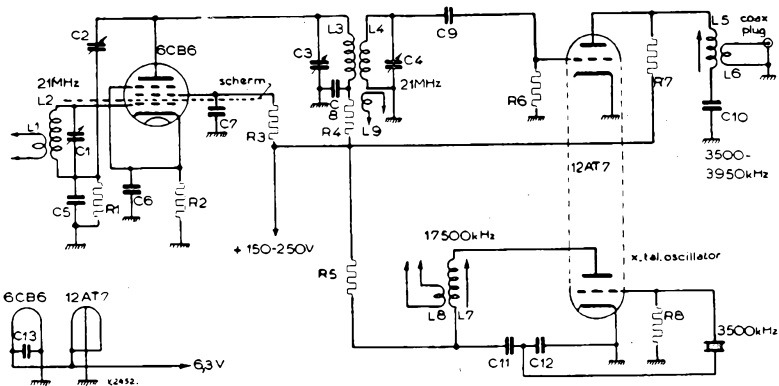 C2
6CB6
21MHz
L2
L1
C1
C5
R1
C6
R2
scherm
C7
R3
+ 150-250V
C3
L3
L4
C4
C8
R4
21MHz
L9
C9
R6
R7
L5
coax
plug
L6
C10
3500-
3950kHz
12AT7
R5
17500kHz
x.tal.oscillator
L8
L7
C11
C12
R8
3500kHz
6CB6
12AT7
C13
6,3V